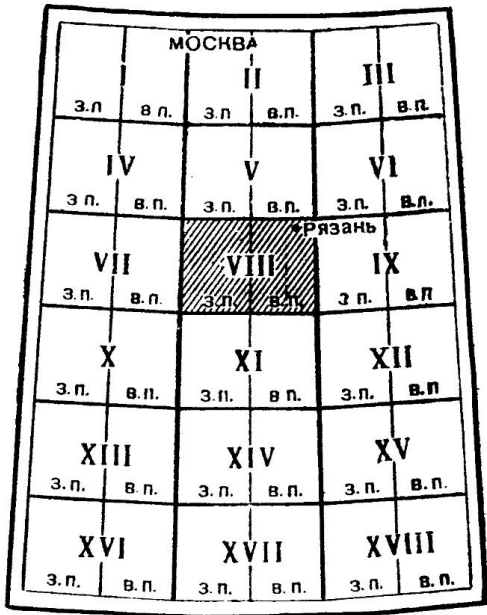 МОСКВА
I II III
З.П В П. З.П В.П. З.П. В.П.
IV V VI
З.П. В.П. З.П. В.П. З.П. В.П.
Рязань
VII VIII IX
З.П. В.П. З.П. В.П. З П. В.П
X XI XII
З.П. В.П. З.П. В.П. З.П. В.П
XIII XIV XV
З.П. В.П. З.П. В.П. З.П. В.П.
XVI XVII XVIII
З.П. В.П. З.П. В.П. З.П. В.П.